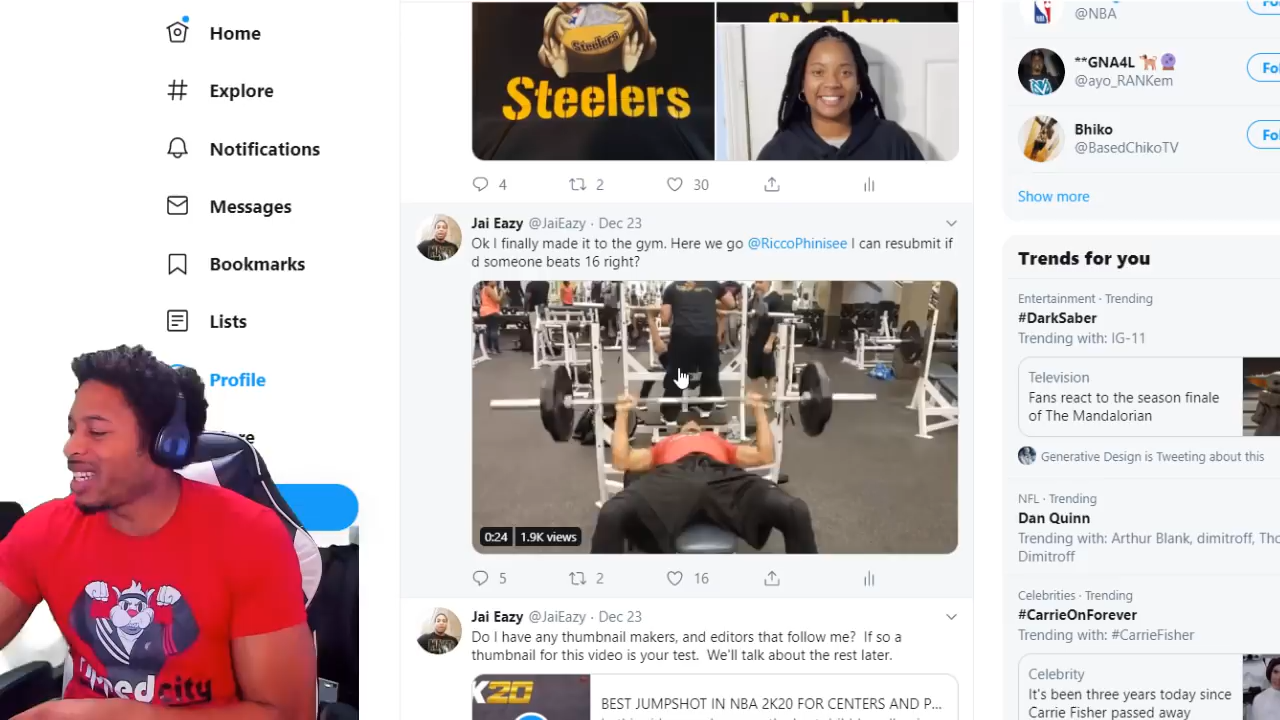 Home
Explore
Notifications
Messages
Bookmarks
Lists
Profile
Steelers
Steelers
4
2
30
Jai Eazy @JaiEazy · Dec 23
Ok I finally made it to the gym. Here we go @RiccoPhinisee I can resubmit if
d someone beats 16 right?
0:24 1.9K views
5
2
16
Jai Eazy @JaiEazy · Dec 23
Do I have any thumbnail makers, and editors that follow me? If so a
thumbnail for this video is your test. We'll talk about the rest later.
K20
BEST JUMPSHOT IN NBA 2K20 FOR CENTERS AND P...
@NBA
**GNA4L
@ayo_RANKem
Bhiko
@BasedChikoTV
Show more
Trends for you
Entertainment · Trending
#DarkSaber
Trending with: IG-11
Television
Fans react to the season finale
of The Mandalorian
Generative Design is Tweeting about this
NFL · Trending
Dan Quinn
Trending with: Arthur Blank, dimitroff, Tho
Dimitroff
Celebrities · Trending
#CarrieOnForever
Trending with: #CarrieFisher
Celebrity
It's been three years today since
Carrie Fisher passed away